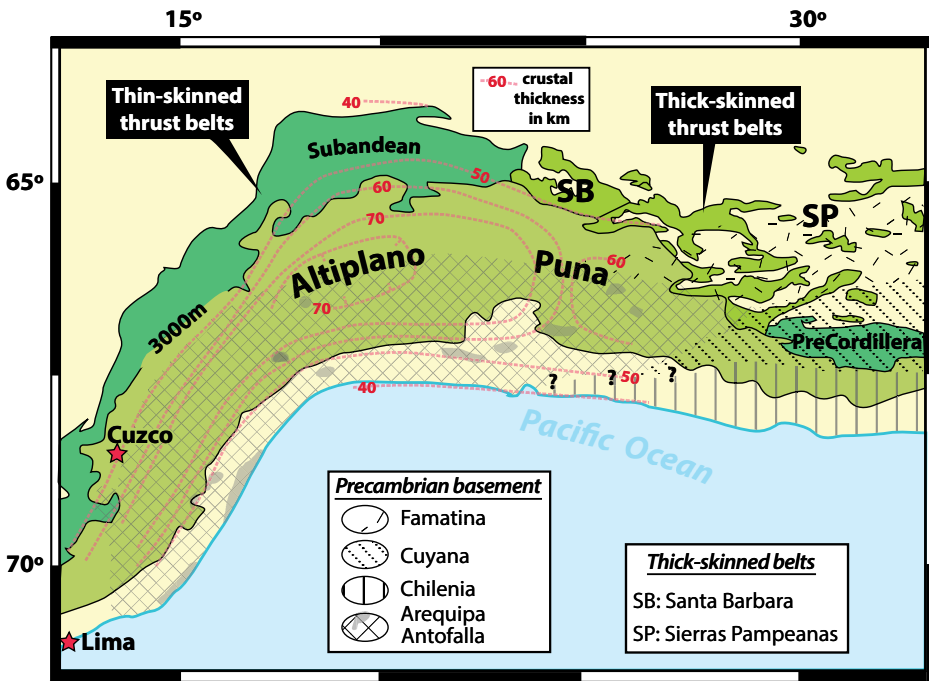 15º
30º
Thin-skinned
thrust belts
40
60
crustal
thickness
in km
Thick-skinned
thrust belts
Subandean
65º
50
60
SB
SP
70
Altiplano
Puna
60
70
3000m
PreCordillera
?
?
?
50
40
Pacific Ocean
Cuzco
Precambrian basement
Famatina
Cuyana
Chilenia
Arequipa
Antofalla
70º
Thick-skinned belts
SB: Santa Barbara
SP: Sierras Pampeanas
Lima